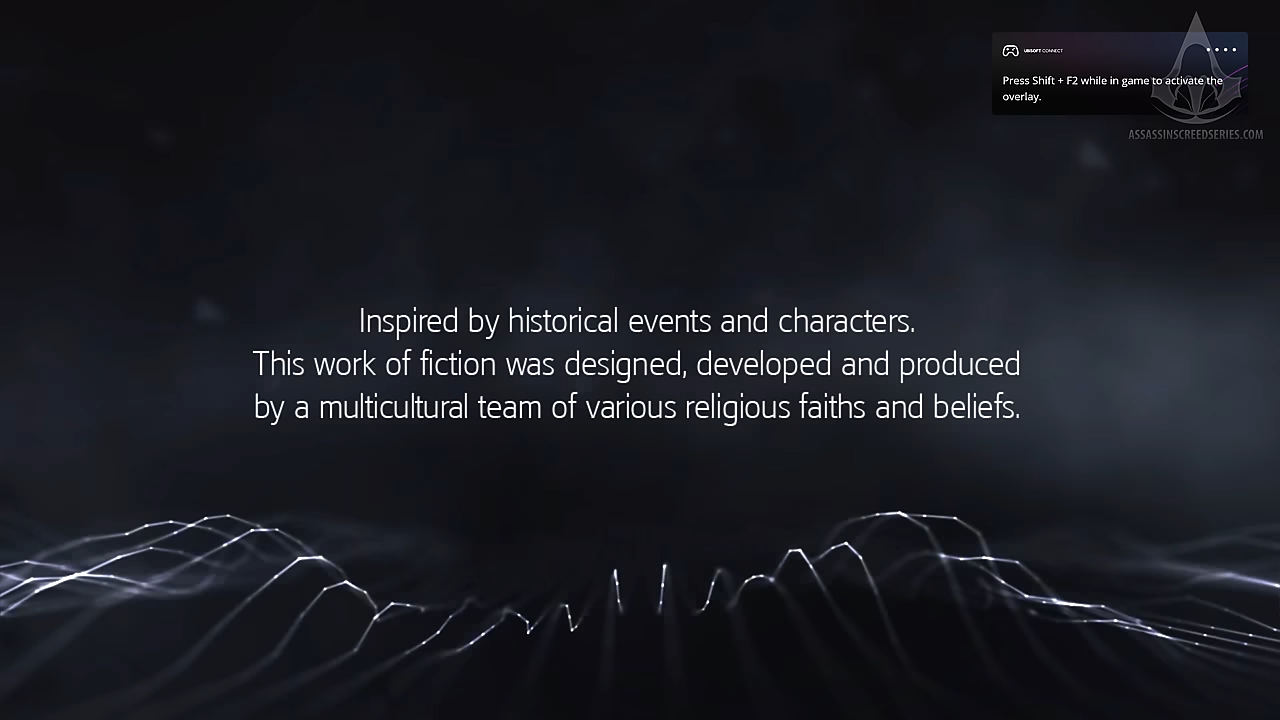 UBISOFT CONNECT
Press Shift + F2 while in game to activate the
overlay.
ASSASSINSCREEDSERIES.COM
Inspired by historical events and characters.
This work of fiction was designed, developed and produced
by a multicultural team of various religious faiths and beliefs.